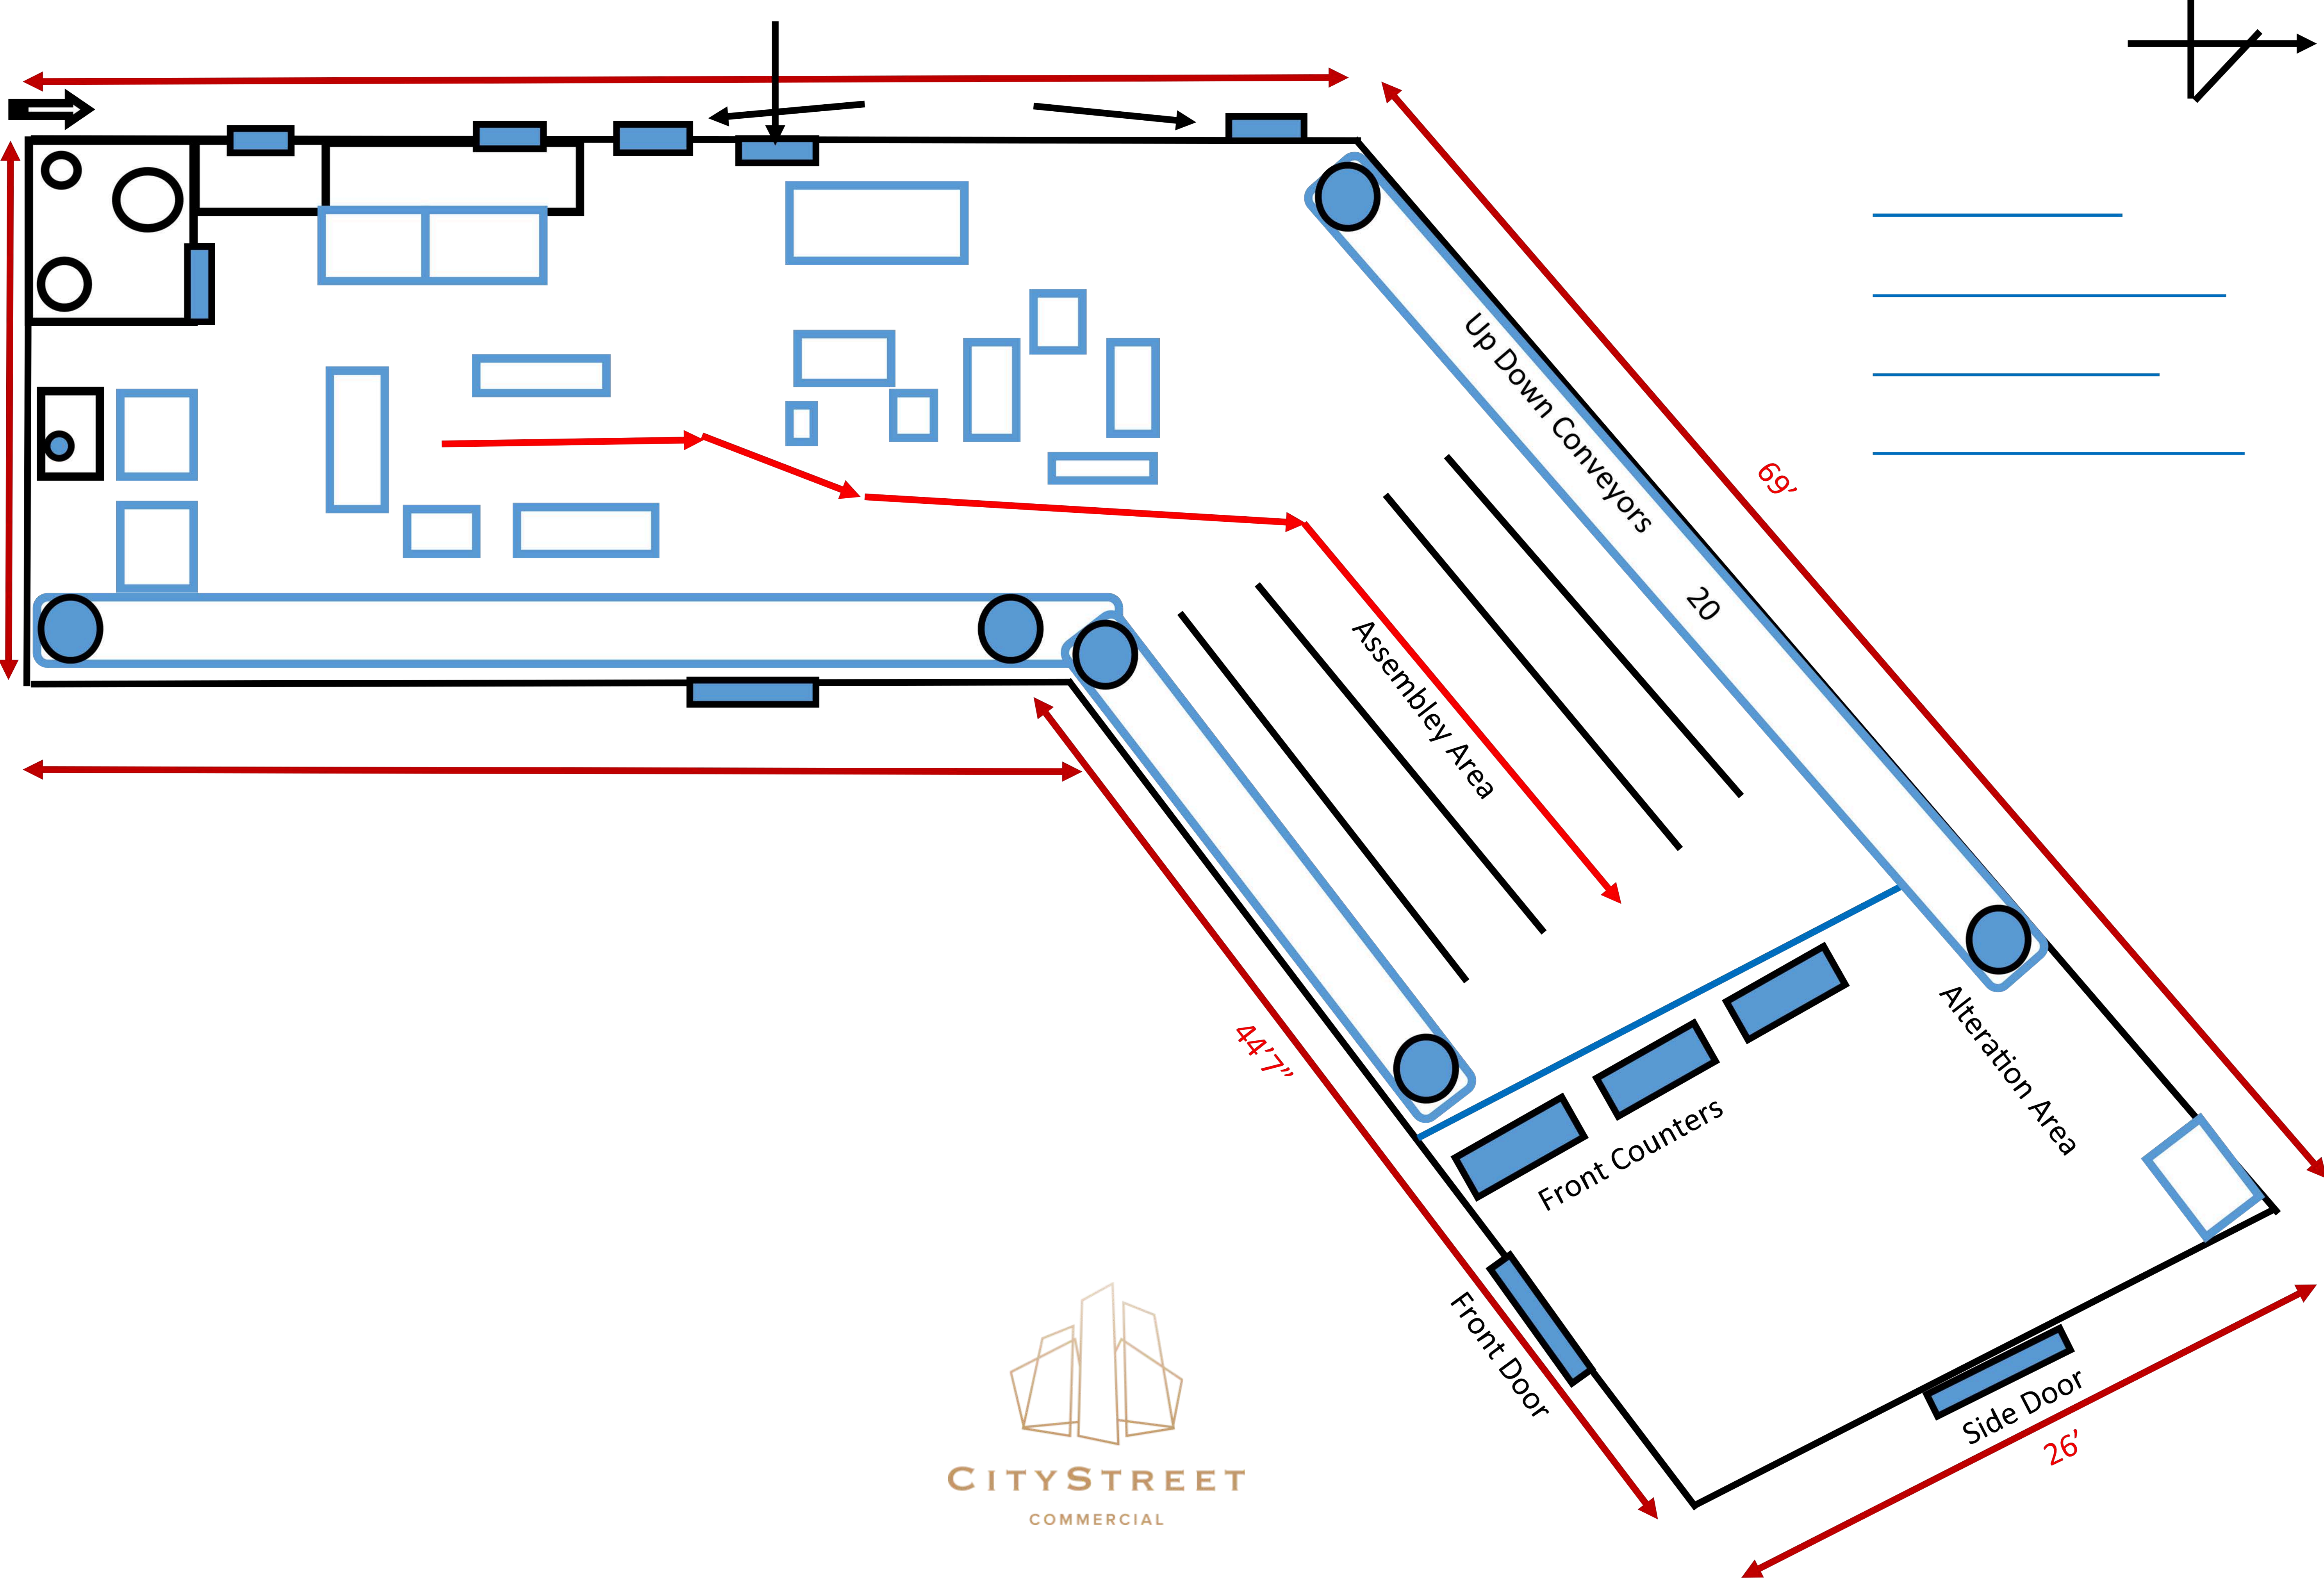 Up Down Conveyors
20
69’
Assembley Area
44’7”
Alteration Area
Front Counters
Front Door
Side Door
26’
CITYSTREET
COMMERCIAL